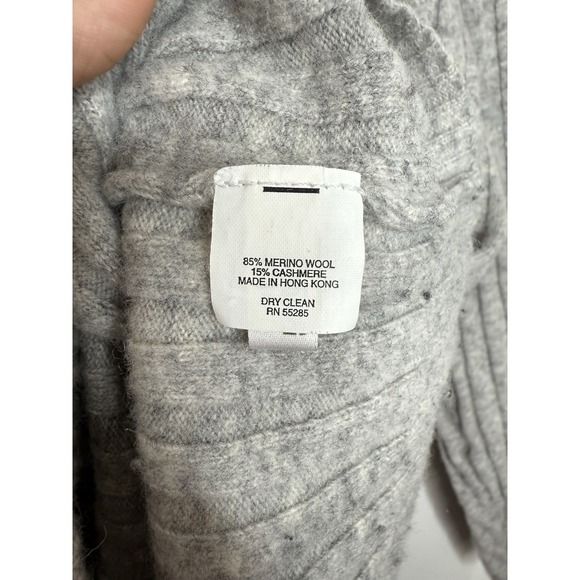 85% MERINO WOOL
15% CASHMERE
MADE IN HONG KONG
DRY CLEAN
RN 55285